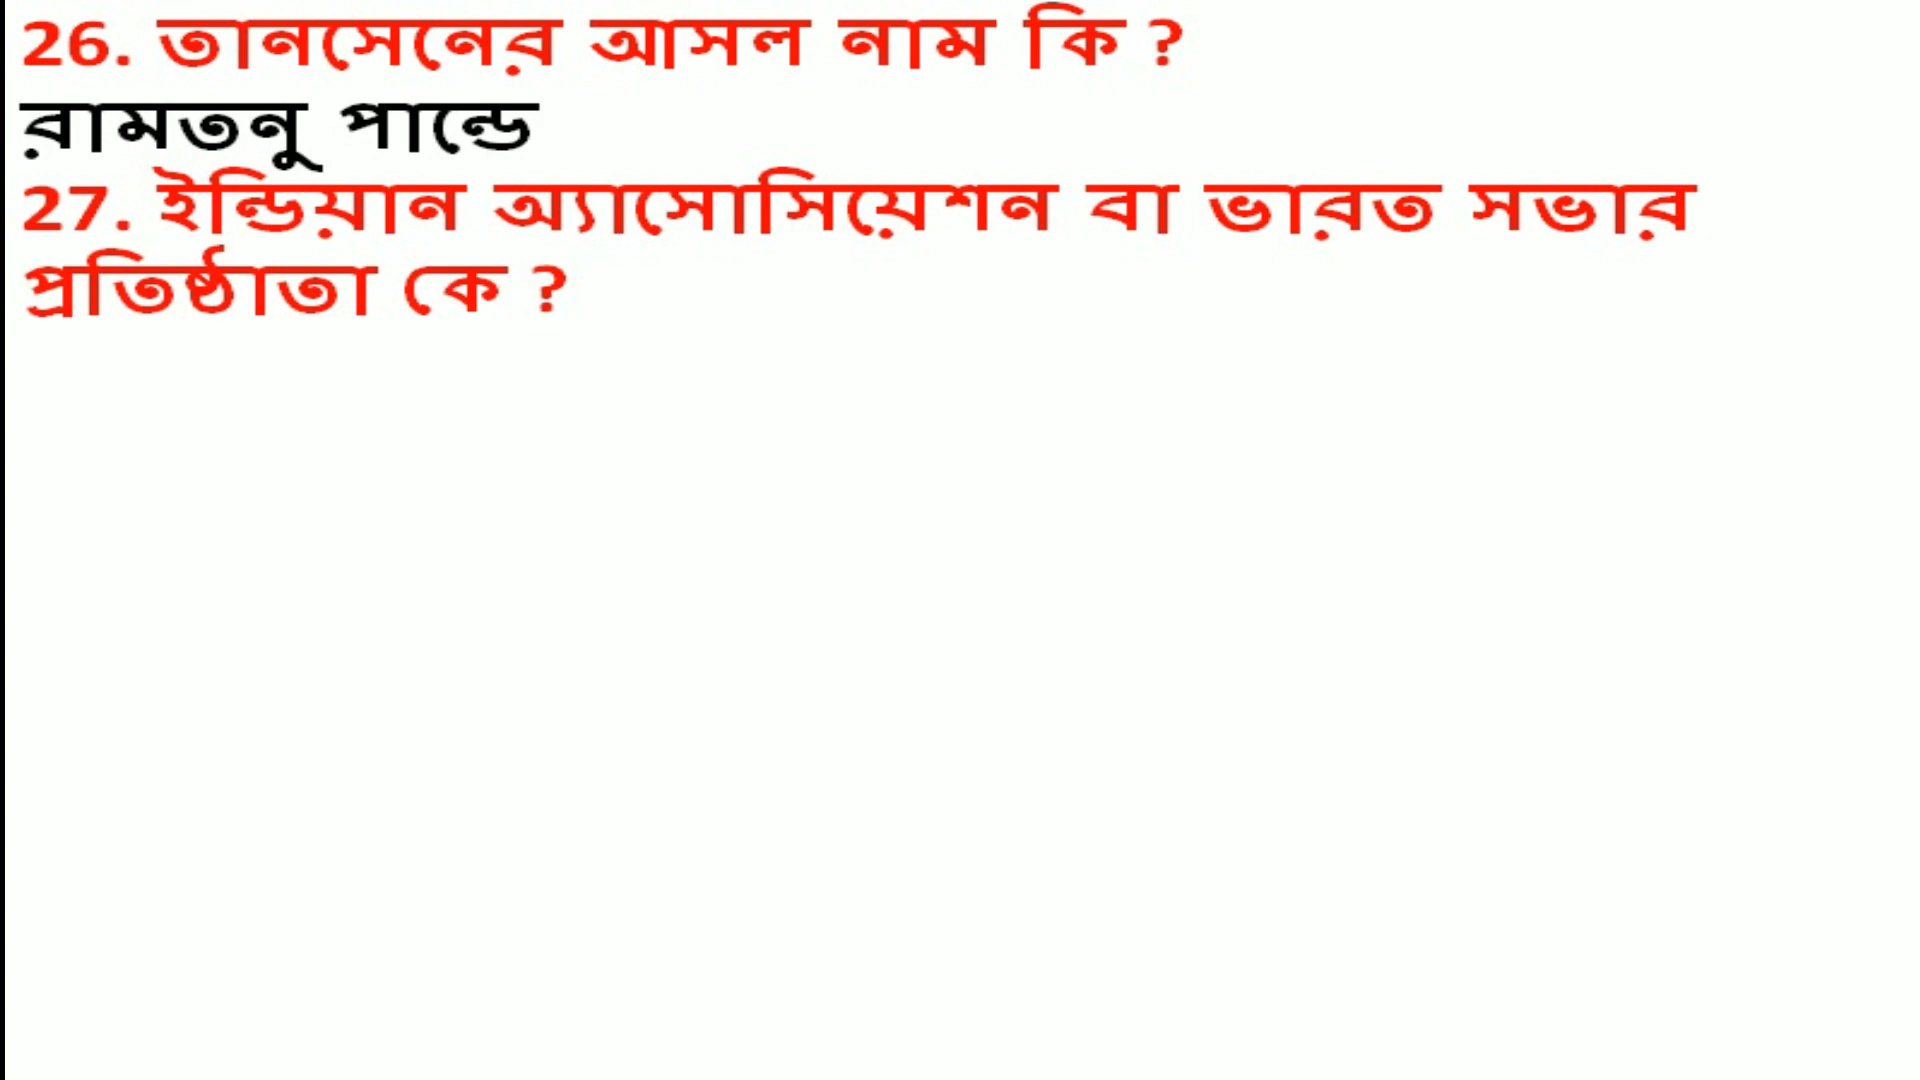 26. তানসেনের আসল নাম কি ?
রামতনু পান্ডে
27. ইন্ডিয়ান অ্যাসোসিয়েশন বা ভারত সভার
প্রতিষ্ঠাতা কে ?